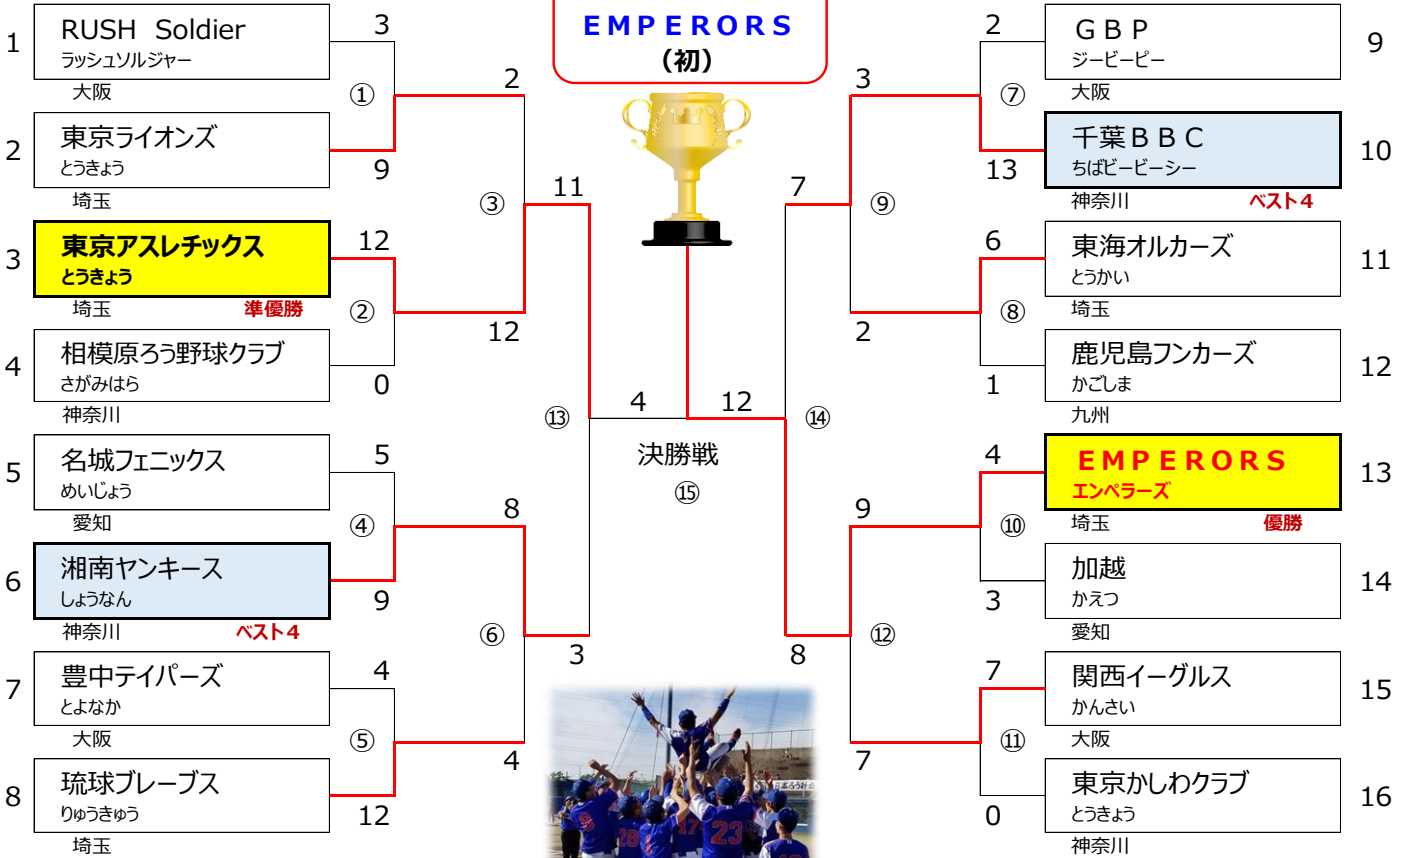 EMPERORS
(初)
1
RUSH Soldier
ラッシュソルジャー
大阪
3
①
2
東京ライオンズ
とうきょう
埼玉
9
2
③
3
東京アスレチックス
とうきょう
埼玉 準優勝
12
②
12
4
相模原ろう野球クラブ
さがみはら
神奈川
0
11
⑬
5
名城フェニックス
めいじょう
愛知
5
④
6
湘南ヤンキース
しょうなん
神奈川 ベスト4
9
8
⑥
3
7
豊中テイパーズ
とよなか
大阪
4
⑤
8
琉球ブレーブス
りゅうきゅう
埼玉
12
4
4 12
決勝戦
⑮
2
GBP
ジービーピー
大阪
9
⑦
3
13
千葉BBC
ちばビービーシー
神奈川 ベスト4
10
7
⑨
6
東海オルカーズ
とうかい
埼玉
11
⑧
2
1
鹿児島フンカーズ
かごしま
九州
12
⑭
4
EMPERORS
エンペラーズ
埼玉 優勝
13
⑩
9
3
加越
かえつ
愛知
14
⑫
8
7
関西イーグルス
かんさい
大阪
15
⑪
7
0
東京かしわクラブ
とうきょう
神奈川
16
9
28
17
23